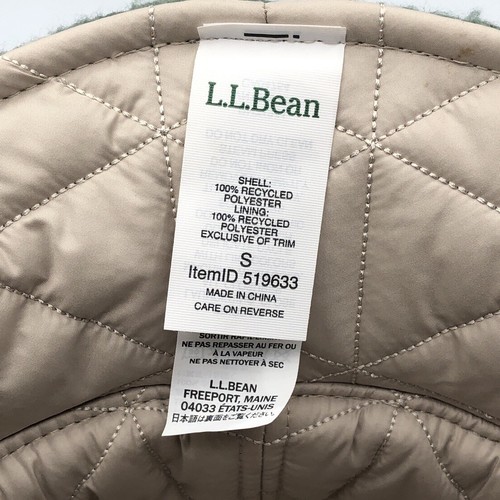 L.L.Bean
SHELL:
100% RECYCLED
POLYESTER
LINING:
100% RECYCLED
POLYESTER
EXCLUSIVE OF TRIM
S
ItemID 519633
MADE IN CHINA
CARE ON REVERSE
NE PAS REPASSER AU FER OU
À LA VAPEUR
NE PAS NETTOYER À SEC
L.L.BEAN
FREEPORT, MAINE
04033 ÉTATS-UNIS
日本語は裏面をご覧ください。